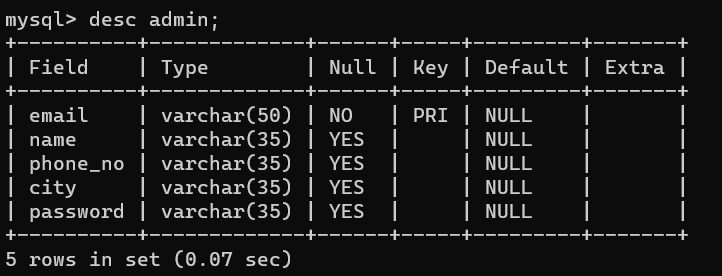 mysql> desc admin;
+----------+-------------+------+-----+---------+-------+
| Field    | Type        | Null | Key | Default | Extra |
+----------+-------------+------+-----+---------+-------+
| email    | varchar(50) | NO   | PRI | NULL    |       |
| name     | varchar(35) | YES  |     | NULL    |       |
| phone_no | varchar(35) | YES  |     | NULL    |       |
| city     | varchar(35) | YES  |     | NULL    |       |
| password | varchar(35) | YES  |     | NULL    |       |
+----------+-------------+------+-----+---------+-------+
5 rows in set (0.07 sec)